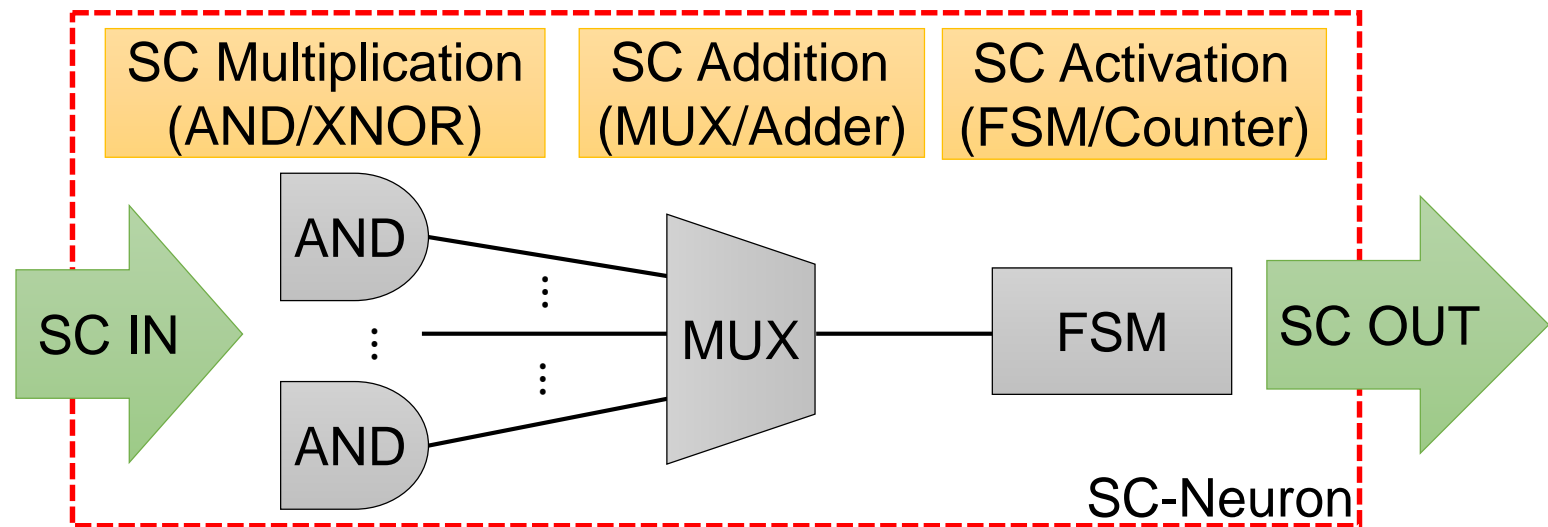 SC Multiplication
(AND/XNOR)
SC Addition
(MUX/Adder)
SC Activation
(FSM/Counter)
SC IN
AND
AND
MUX
FSM
SC OUT
SC-Neuron